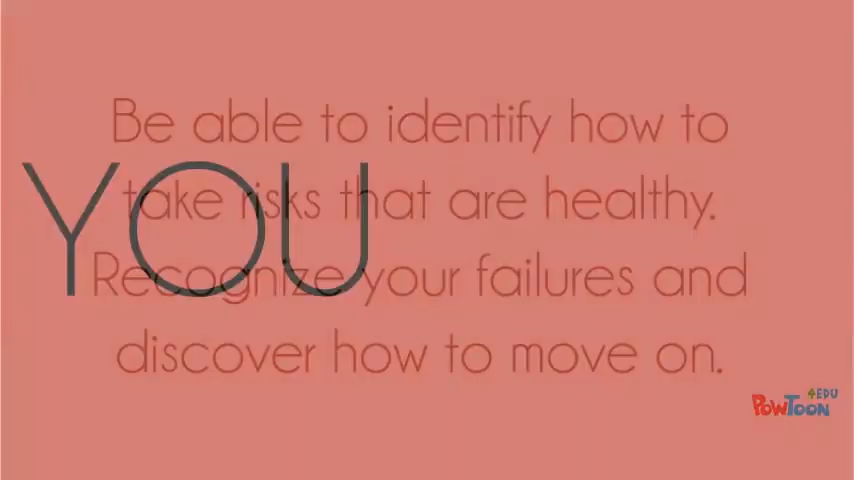 Be able to identify how to
take risks that are healthy.
YOU
Recognize your failures and
discover how to move on.
4EDU
PowToon